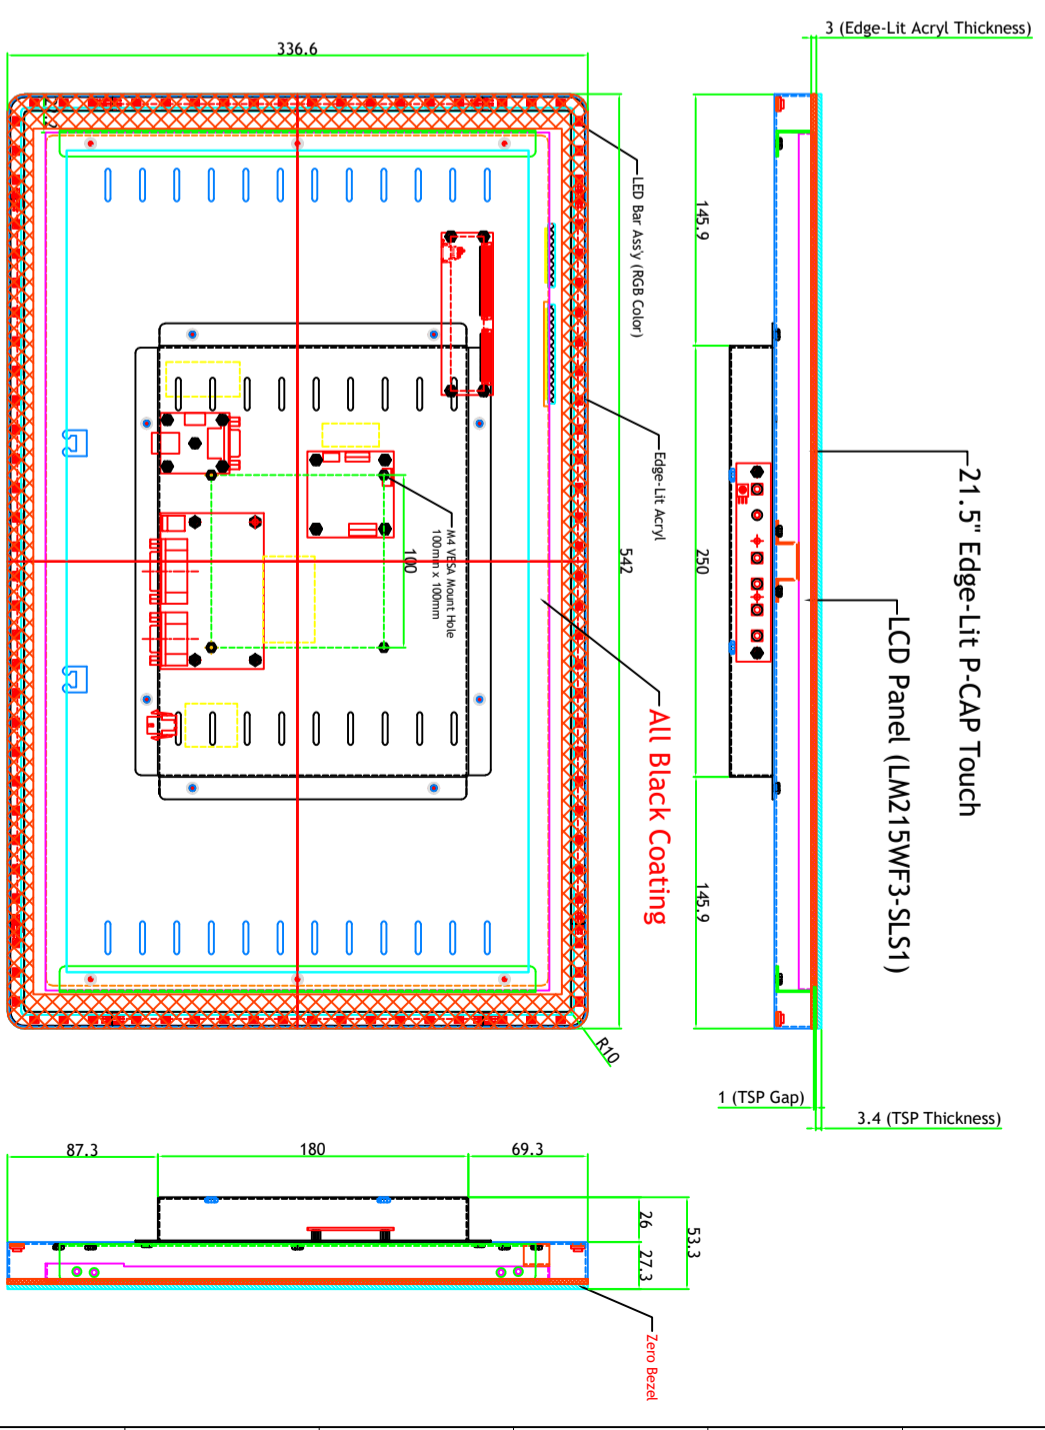 3 (Edge-Lit Acryl Thickness)
336.6
LED Bar Ass'y (RGB Color)
145.9
Edge-Lit Acryl
21.5" Edge-Lit P-CAP Touch
LCD Panel (LM215WF3-SLS1)
M4 VESA Mount Hole
100mm x 100mm
100
542
250
All Black Coating
145.9
R10
1 (TSP Gap)
3.4 (TSP Thickness)
87.3
180
69.3
26
53.3
27.3
Zero Bezel